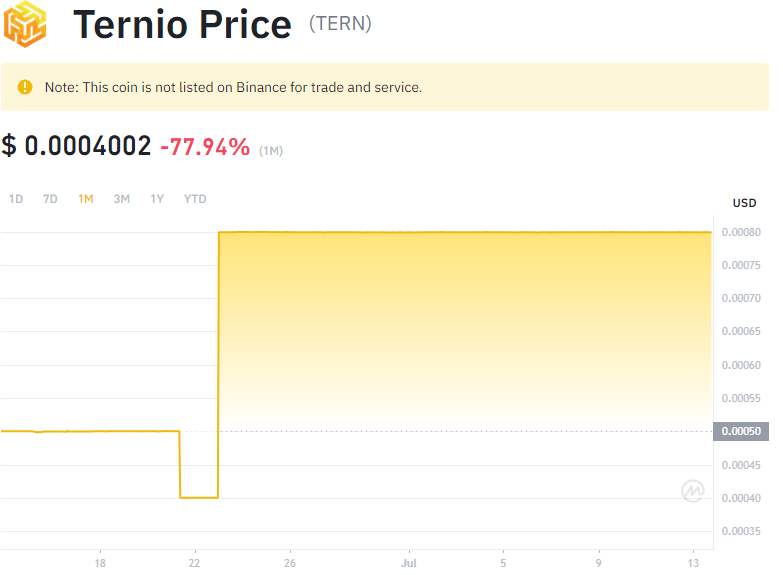 Ternio Price (TERN)
Note: This coin is not listed on Binance for trade and service.
$ 0.0004002 -77.94% (1M)
1D 7D 1M 3M 1Y YTD
USD
0.00080
0.00075
0.00070
0.00065
0.00060
0.00055
0.00050
0.00045
0.00040
0.00035
18 22 26 Jul 5 9 13